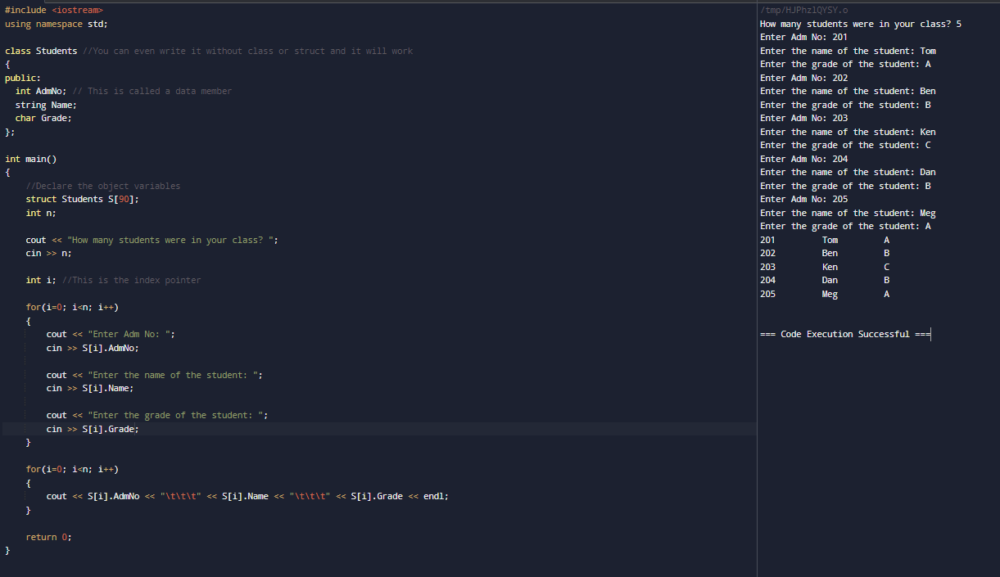 #include <iostream>
using namespace std;

class Students //You can even write it without class or struct and it will work
{
public:
  int AdmNo; // This is called a data member
  string Name;
  char Grade;
};

int main()
{
    //Declare the object variables
    struct Students S[90];
    int n;

    cout << "How many students were in your class? ";
    cin >> n;

    int i; //This is the index pointer

    for(i=0; i<n; i++)
    {
        cout << "Enter Adm No: ";
        cin >> S[i].AdmNo;

        cout << "Enter the name of the student: ";
        cin >> S[i].Name;

        cout << "Enter the grade of the student: ";
        cin >> S[i].Grade;
    }

    for(i=0; i<n; i++)
    {
        cout << S[i].AdmNo << "\t\t\t" << S[i].Name << "\t\t\t" << S[i].Grade << endl;
    }

    return 0;
}
/tmp/HJPhzlQYSY.o
How many students were in your class? 5
Enter Adm No: 201
Enter the name of the student: Tom
Enter the grade of the student: A
Enter Adm No: 202
Enter the name of the student: Ben
Enter the grade of the student: B
Enter Adm No: 203
Enter the name of the student: Ken
Enter the grade of the student: C
Enter Adm No: 204
Enter the name of the student: Dan
Enter the grade of the student: B
Enter Adm No: 205
Enter the name of the student: Meg
Enter the grade of the student: A
201 Tom A
202 Ben B
203 Ken C
204 Dan B
205 Meg A

=== Code Execution Successful ===